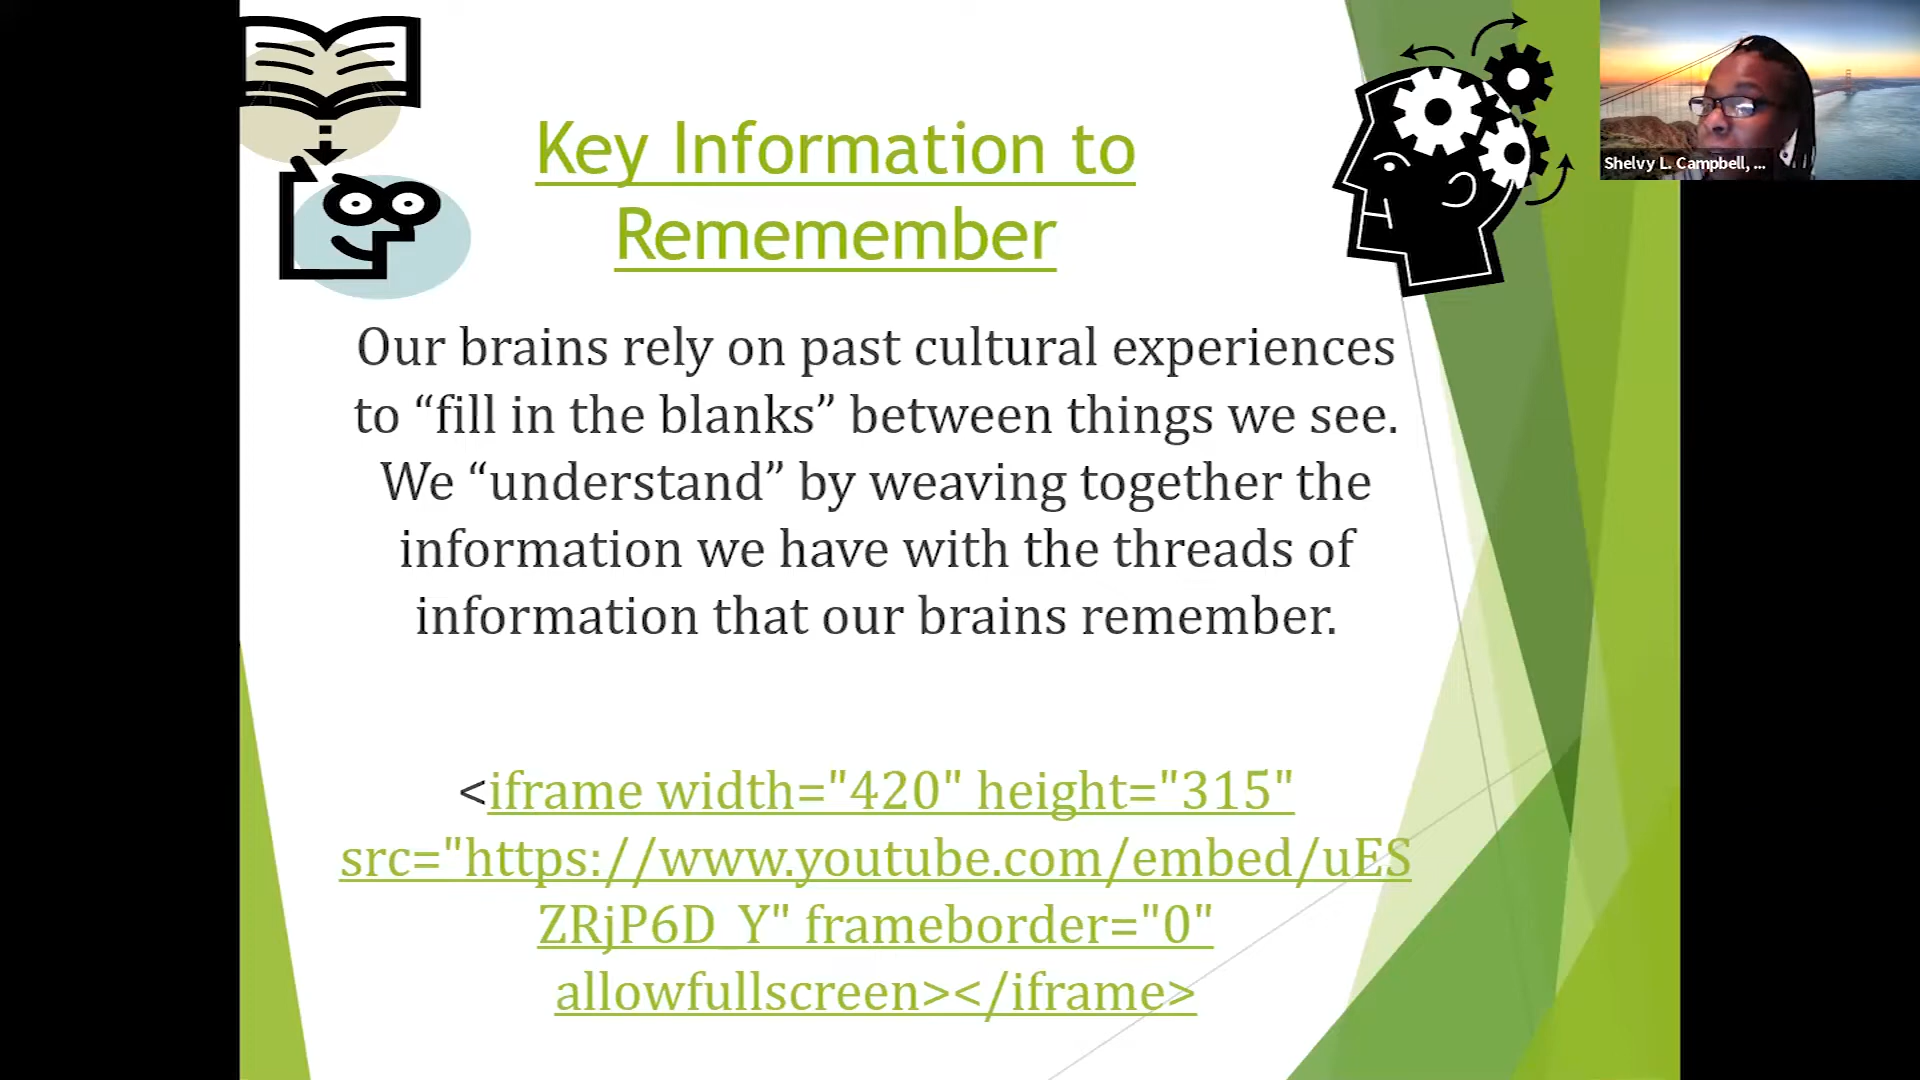 Key Information to
Rememember
Our brains rely on past cultural experiences
to “fill in the blanks” between things we see.
We “understand” by weaving together the
information we have with the threads of
information that our brains remember.
<iframe width="420" height="315"
src="https://www.youtube.com/embed/uES
ZRjP6D_Y" frameborder="0"
allowfullscreen></iframe>
Shelvy L. Campbell, ...